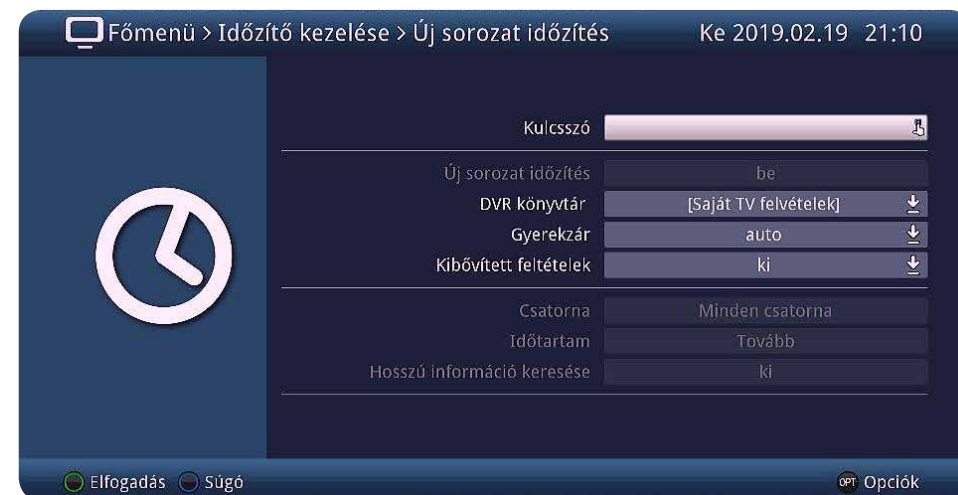 Főmenü > Időzítő kezelése > Új sorozat időzítés Ke 2019.02.19 21:10
Kulcsszó
Új sorozat időzítés be
DVR könyvtár [Saját TV felvételek]
Gyerekzár auto
Kibővített feltételek ki
Csatorna Minden csatorna
Időtartam Tovább
Hosszú információ keresése ki
Elfogadás Súgó OPT Opciók